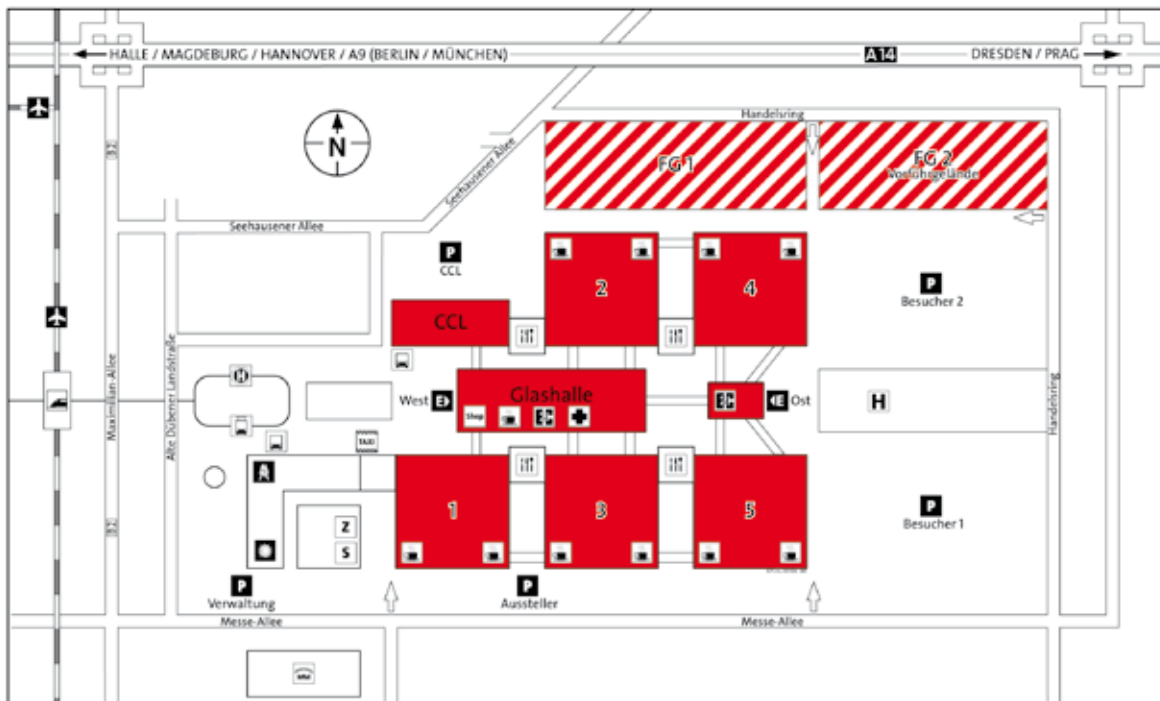 HALLE / MAGDEBURG / HANNOVER / A9 (BERLIN / MÜNCHEN)
A14
DRESDEN / PRAG
Handelsring
N
B2
Seehausener Allee
FG 1
FG 2
Vorführgelände
Seehausener Allee
P
CCL
2
4
P
Besucher 2
CCL
Maximilian-Allee
Alte Dübener Landstraße
H
West
E
Glashalle
Shop
E
E
E
Ost
H
Handelsring
TAXI
1
3
5
P
Besucher 1
Z
S
B2
P
Verwaltung
P
Aussteller
Messe-Allee
Messe-Allee